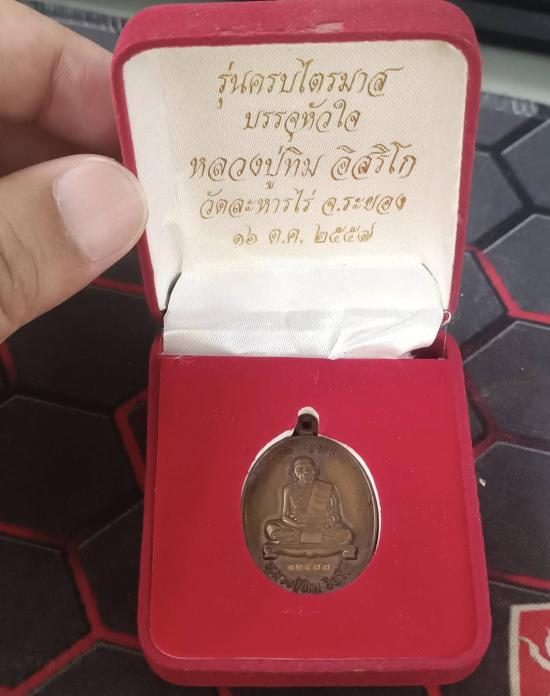 รุ่นครบไตรมาส
บรรจุหัวใจ
หลวงปู่ทิม อิสริโก
วัดละหารไร่ จ.ระยอง
๑๖ ต.ค. ๒๕๕๗
หลวงปู่ทิม อิสริโก